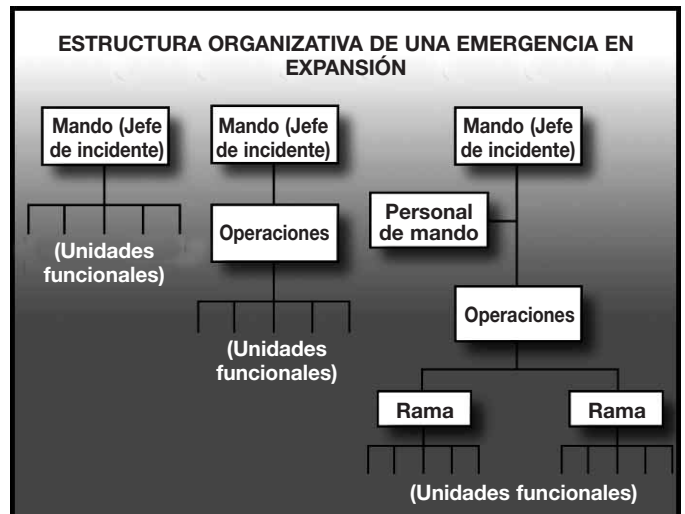 ESTRUCTURA ORGANIZATIVA DE UNA EMERGENCIA EN
EXPANSIÓN
Mando (Jefe
de incidente)
(Unidades
funcionales)
Mando (Jefe
de incidente)
Operaciones
(Unidades
funcionales)
Mando (Jefe
de incidente)
Personal
de mando
Operaciones
Rama
Rama
(Unidades funcionales)